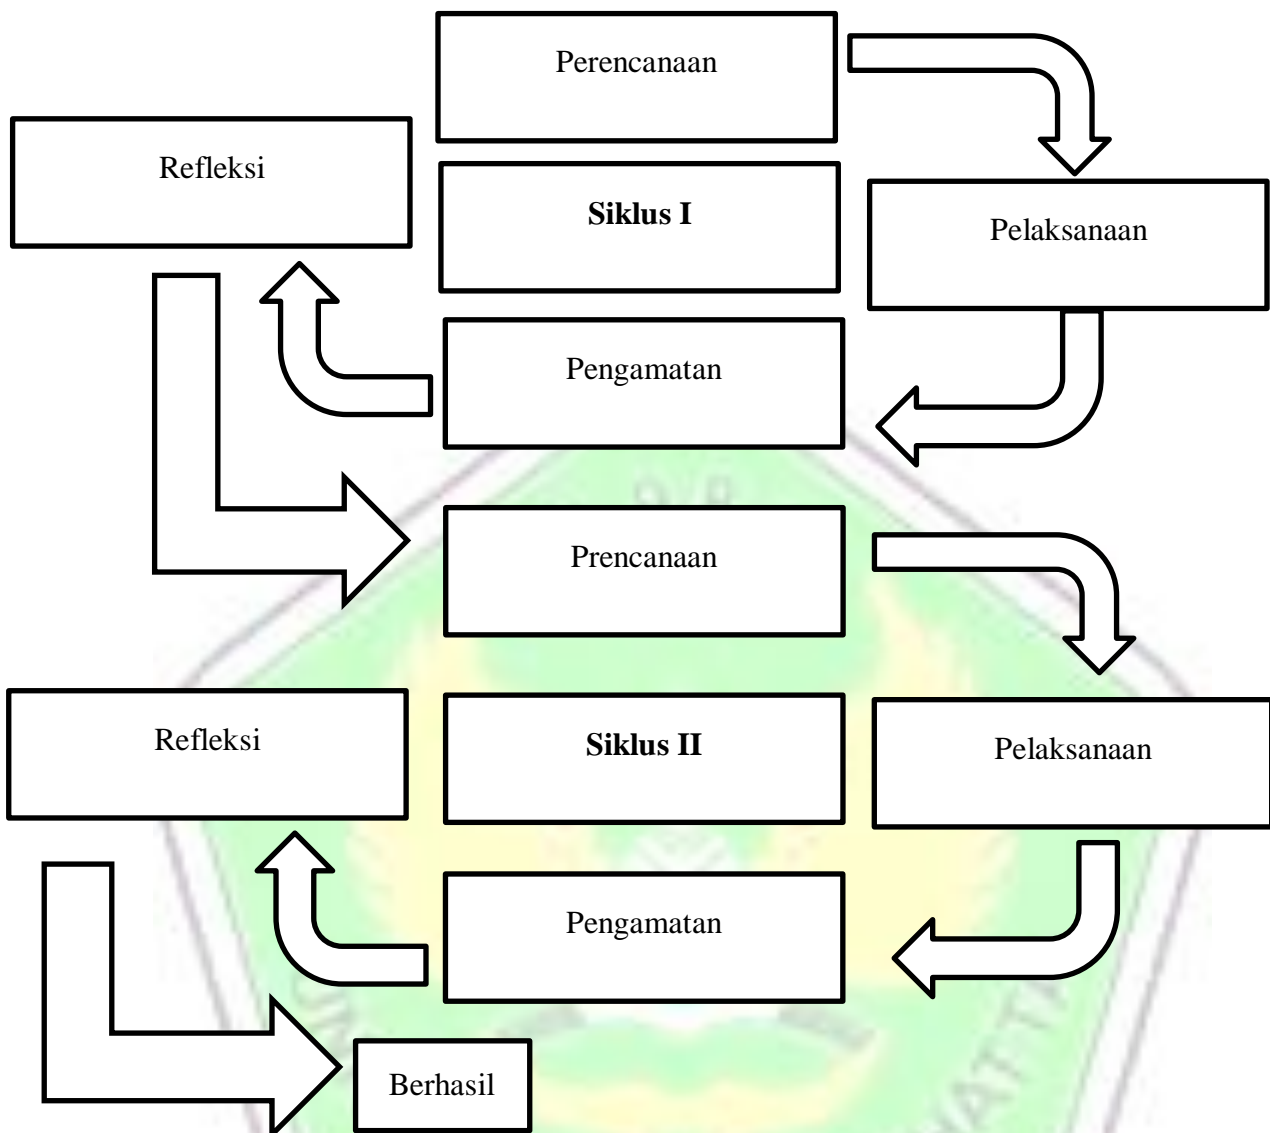 Perencanaan
Refleksi
Siklus I
Pelaksanaan
Pengamatan
Prencanaan
Refleksi
Siklus II
Pelaksanaan
Pengamatan
Berhasil